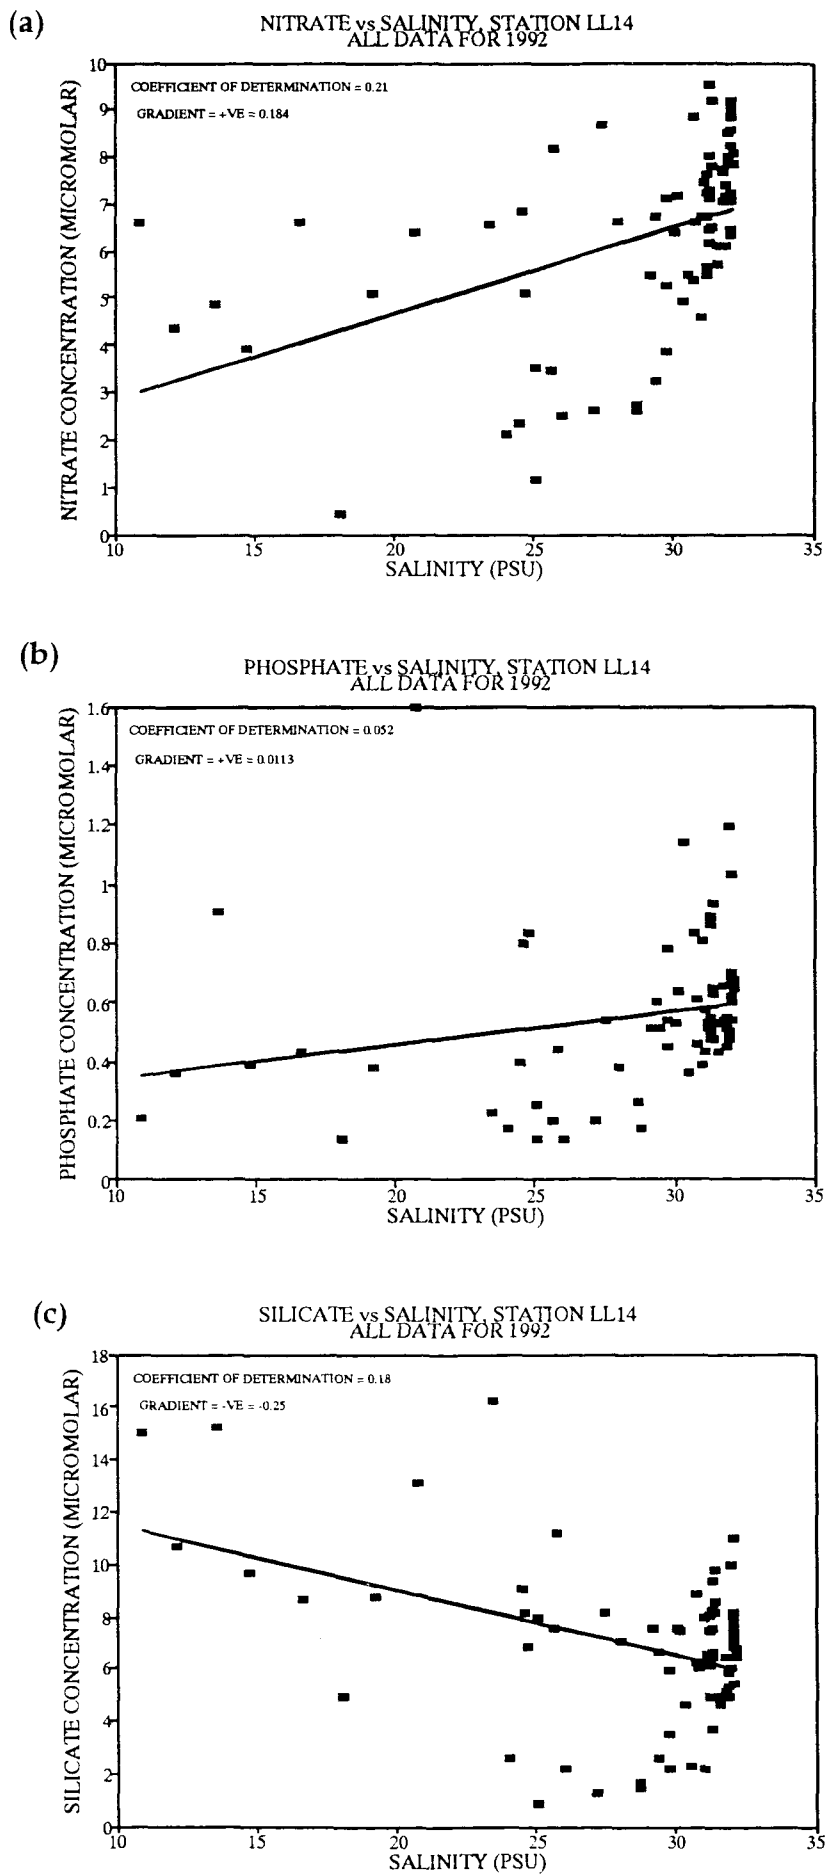 (a)
NITRATE vs SALINITY, STATION LL14
ALL DATA FOR 1992
COEFFICIENT OF DETERMINATION = 0.21
GRADIENT = +VE = 0.184
NITRATE CONCENTRATION (MICROMOLAR)
10
9
8
7
6
5
4
3
2
1
0
10 15 20 25 30 35
SALINITY (PSU)
(b)
PHOSPHATE vs SALINITY, STATION LL14
ALL DATA FOR 1992
COEFFICIENT OF DETERMINATION = 0.052
GRADIENT = +VE = 0.0113
PHOSPHATE CONCENTRATION (MICROMOLAR)
1.6
1.4
1.2
1
0.8
0.6
0.4
0.2
0
10 15 20 25 30 35
SALINITY (PSU)
(c)
SILICATE vs SALINITY, STATION LL14
ALL DATA FOR 1992
COEFFICIENT OF DETERMINATION = 0.18
GRADIENT = -VE = -0.25
SILICATE CONCENTRATION (MICROMOLAR)
18
16
14
12
10
8
6
4
2
0
10 15 20 25 30 35
SALINITY (PSU)